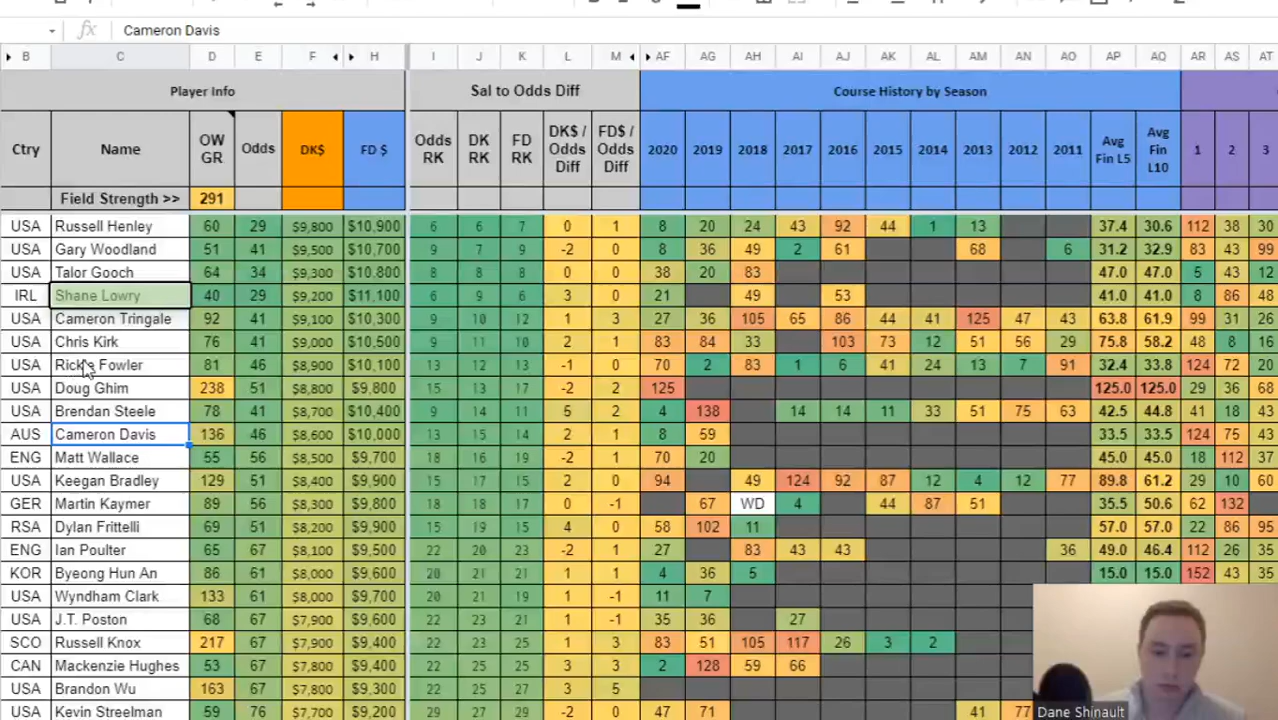 fx Cameron Davis
B C D E F H I J K L M AF AG AH AI AJ AK AL AM AN AO AP AQ AR AS AT
Player Info Sal to Odds Diff Course History by Season
Ctry Name OW GR Odds DK$ FD $ Odds RK DK RK FD RK DK$ / Odds Diff FD$ / Odds Diff 2020 2019 2018 2017 2016 2015 2014 2013 2012 2011 Avg Fin L5 Avg Fin L10 1 2 3
Field Strength >> 291
USA Russell Henley 60 29 $9,800 $10,900 6 6 7 0 1 8 20 24 43 92 44 1 13 37.4 30.6 112 38 30
USA Gary Woodland 51 41 $9,500 $10,700 9 7 9 -2 0 8 36 49 2 61 68 6 31.2 32.9 83 43 99
USA Talor Gooch 64 34 $9,300 $10,800 8 8 8 0 0 38 20 83 47.0 47.0 5 43 12
IRL Shane Lowry 40 29 $9,200 $11,100 6 9 6 3 0 21 49 53 41.0 41.0 8 86 48
USA Cameron Tringale 92 41 $9,100 $10,300 9 10 12 1 3 27 36 105 65 86 44 41 125 47 43 63.8 61.9 99 31 26
USA Chris Kirk 76 41 $9,000 $10,500 9 11 10 2 1 83 84 33 103 73 12 51 56 29 75.8 58.2 48 8 16
USA Rickie Fowler 81 46 $8,900 $10,100 13 12 13 -1 0 70 2 83 1 6 41 24 13 7 91 32.4 33.8 124 72 20
USA Doug Ghim 238 51 $8,800 $9,800 15 13 17 -2 2 125 125.0 125.0 29 36 68
USA Brendan Steele 78 41 $8,700 $10,400 9 14 11 5 2 4 138 14 14 11 33 51 75 63 42.5 44.8 41 18 43
AUS Cameron Davis 136 46 $8,600 $10,000 13 15 14 2 1 8 59 33.5 33.5 124 75 43
ENG Matt Wallace 55 56 $8,500 $9,700 18 16 19 -2 1 70 20 45.0 45.0 18 112 37
USA Keegan Bradley 129 51 $8,400 $9,900 15 17 15 2 0 94 49 124 92 87 12 4 12 77 89.8 61.2 29 10 60
GER Martin Kaymer 89 56 $8,300 $9,800 18 18 17 0 -1 67 WD 4 44 87 51 35.5 50.6 62 132
RSA Dylan Frittelli 69 51 $8,200 $9,900 15 19 15 4 0 58 102 11 57.0 57.0 22 86 95
ENG Ian Poulter 65 67 $8,100 $9,500 22 20 23 -2 1 27 83 43 43 36 49.0 46.4 112 26 35
KOR Byeong Hun An 86 61 $8,000 $9,600 20 21 21 1 1 4 36 5 15.0 15.0 152 43 35
USA Wyndham Clark 133 61 $8,000 $9,700 20 21 19 1 -1 11 7
USA J.T. Poston 68 67 $7,900 $9,600 22 23 21 1 -1 35 36 27
SCO Russell Knox 217 67 $7,900 $9,400 22 23 25 1 3 83 51 105 117 26 3 2
CAN Mackenzie Hughes 53 67 $7,800 $9,400 22 25 25 3 3 2 128 59 66
USA Brandon Wu 163 67 $7,800 $9,300 22 25 27 3 5
USA Kevin Streelman 59 76 $7,700 $9,200 29 27 29 -2 0 47 71 41 77
Dane Shinault